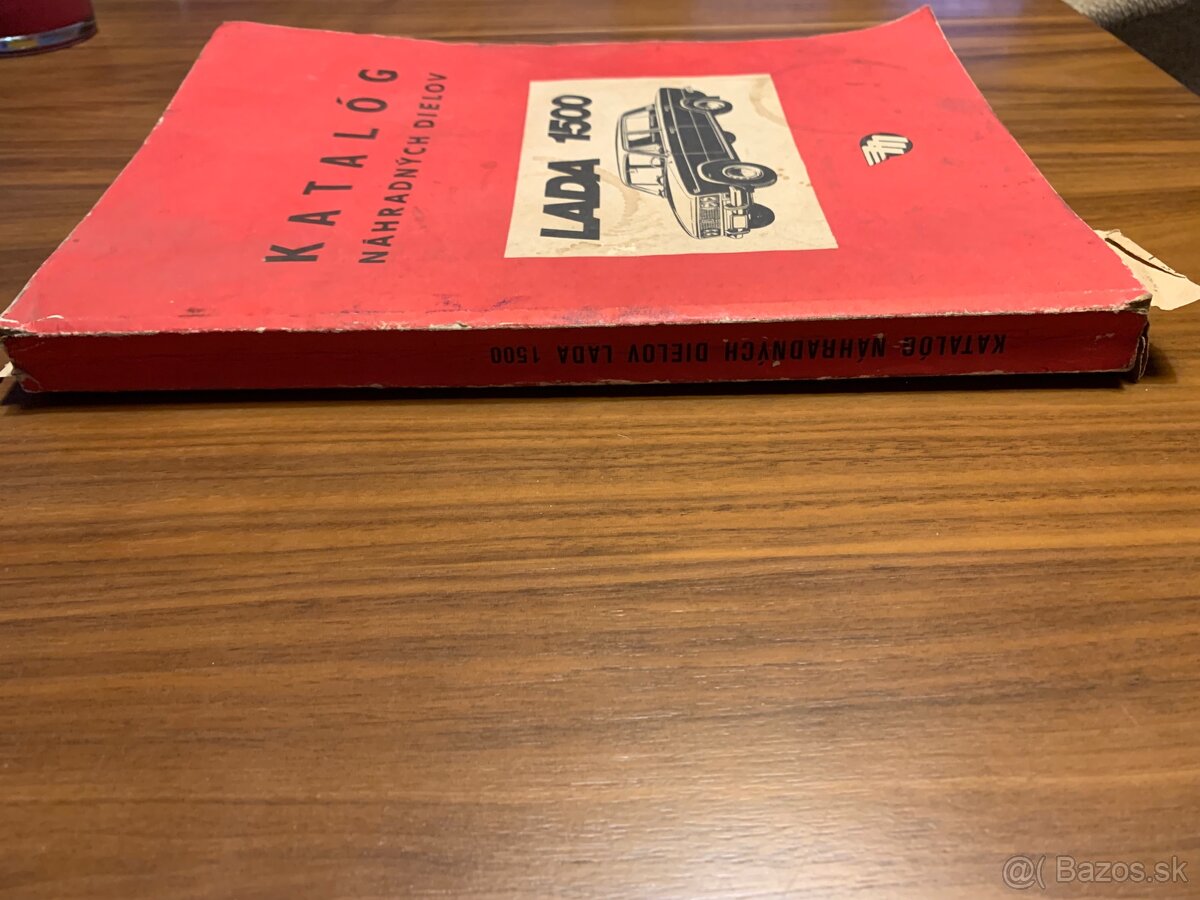 KATALÓG
NÁHRADNÝCH DIELOV
LADA 1500
KATALÓG NÁHRADNÝCH DIELOV LADA 1500
@( Bazos.sk